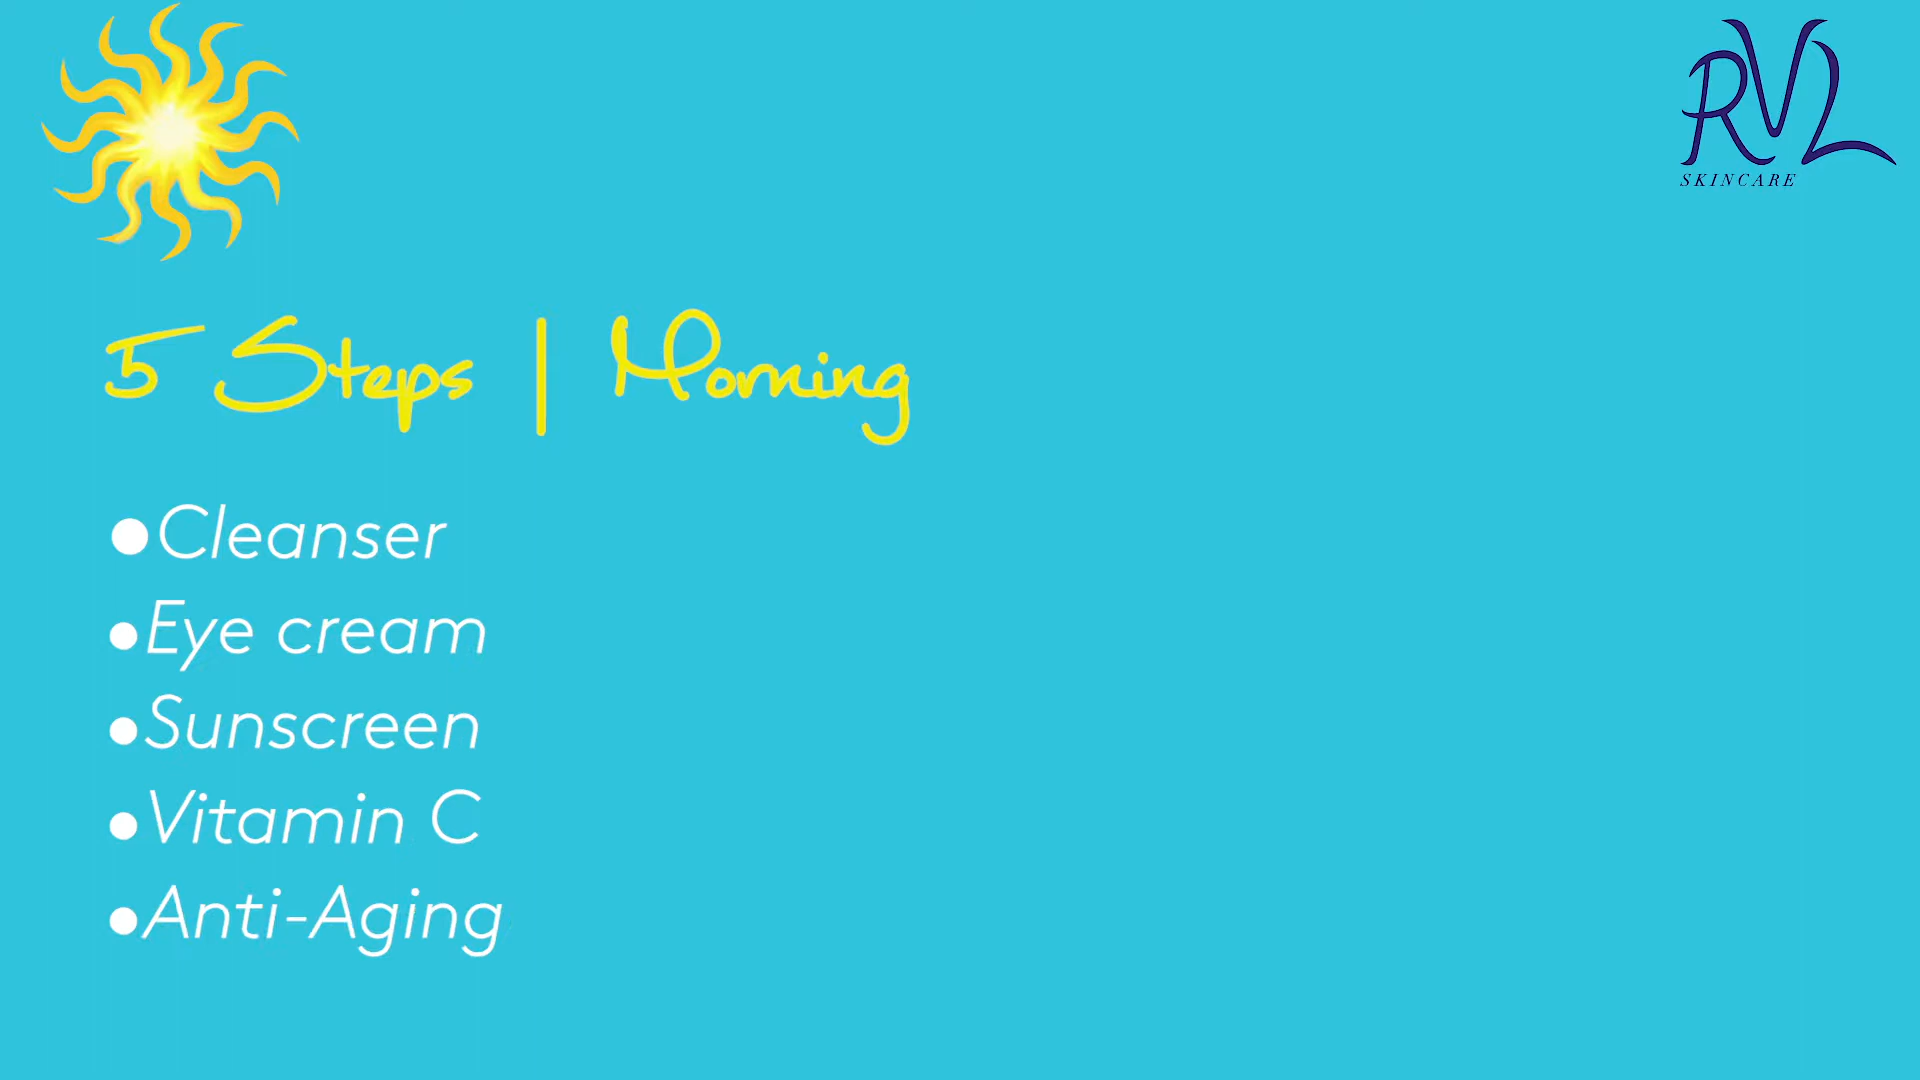 RVL
SKINCARE
5 Steps | Morning
•Cleanser
•Eye cream
•Sunscreen
•Vitamin C
•Anti-Aging